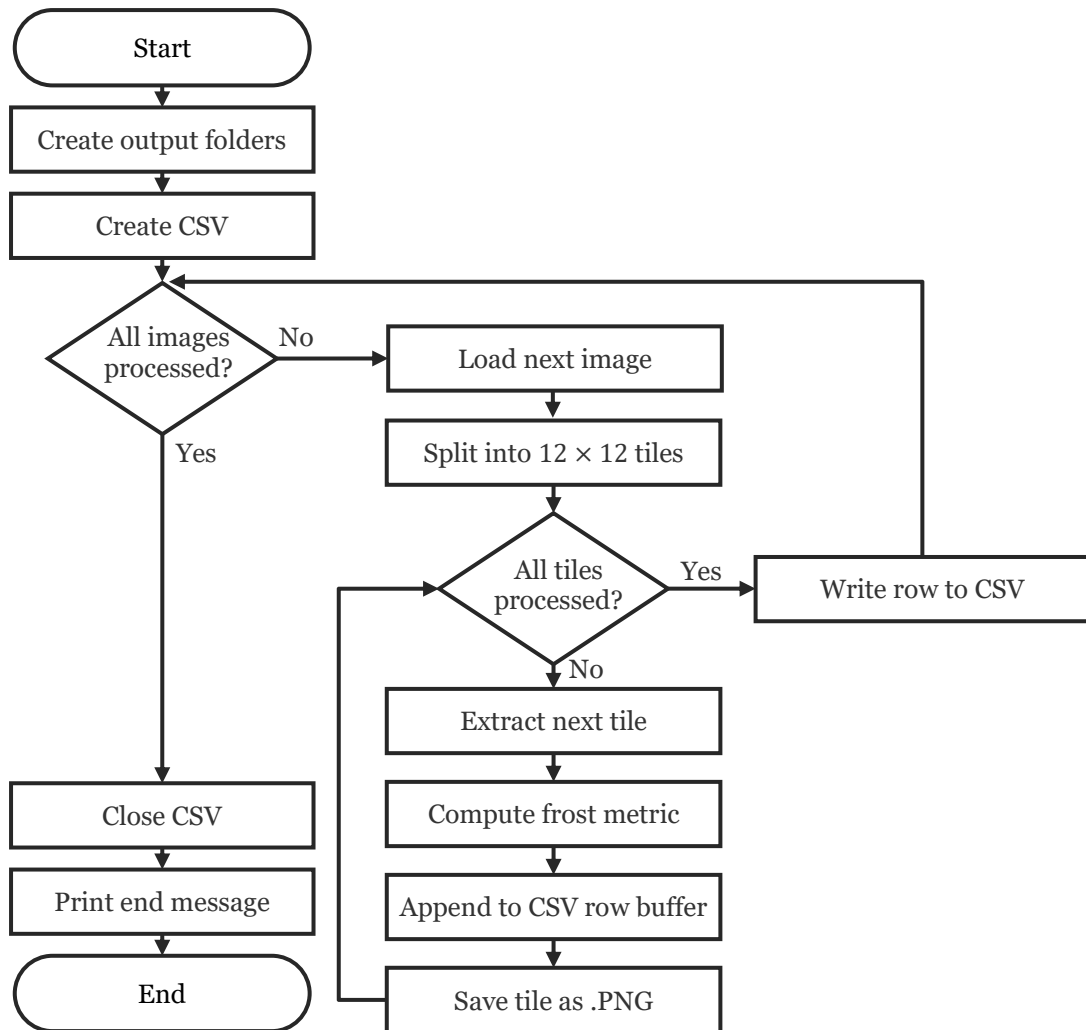 Start
Create output folders
Create CSV
All images
processed?
No
Yes
Load next image
Split into 12 × 12 tiles
All tiles
processed?
Yes
No
Write row to CSV
Extract next tile
Compute frost metric
Append to CSV row buffer
Save tile as .PNG
Close CSV
Print end message
End